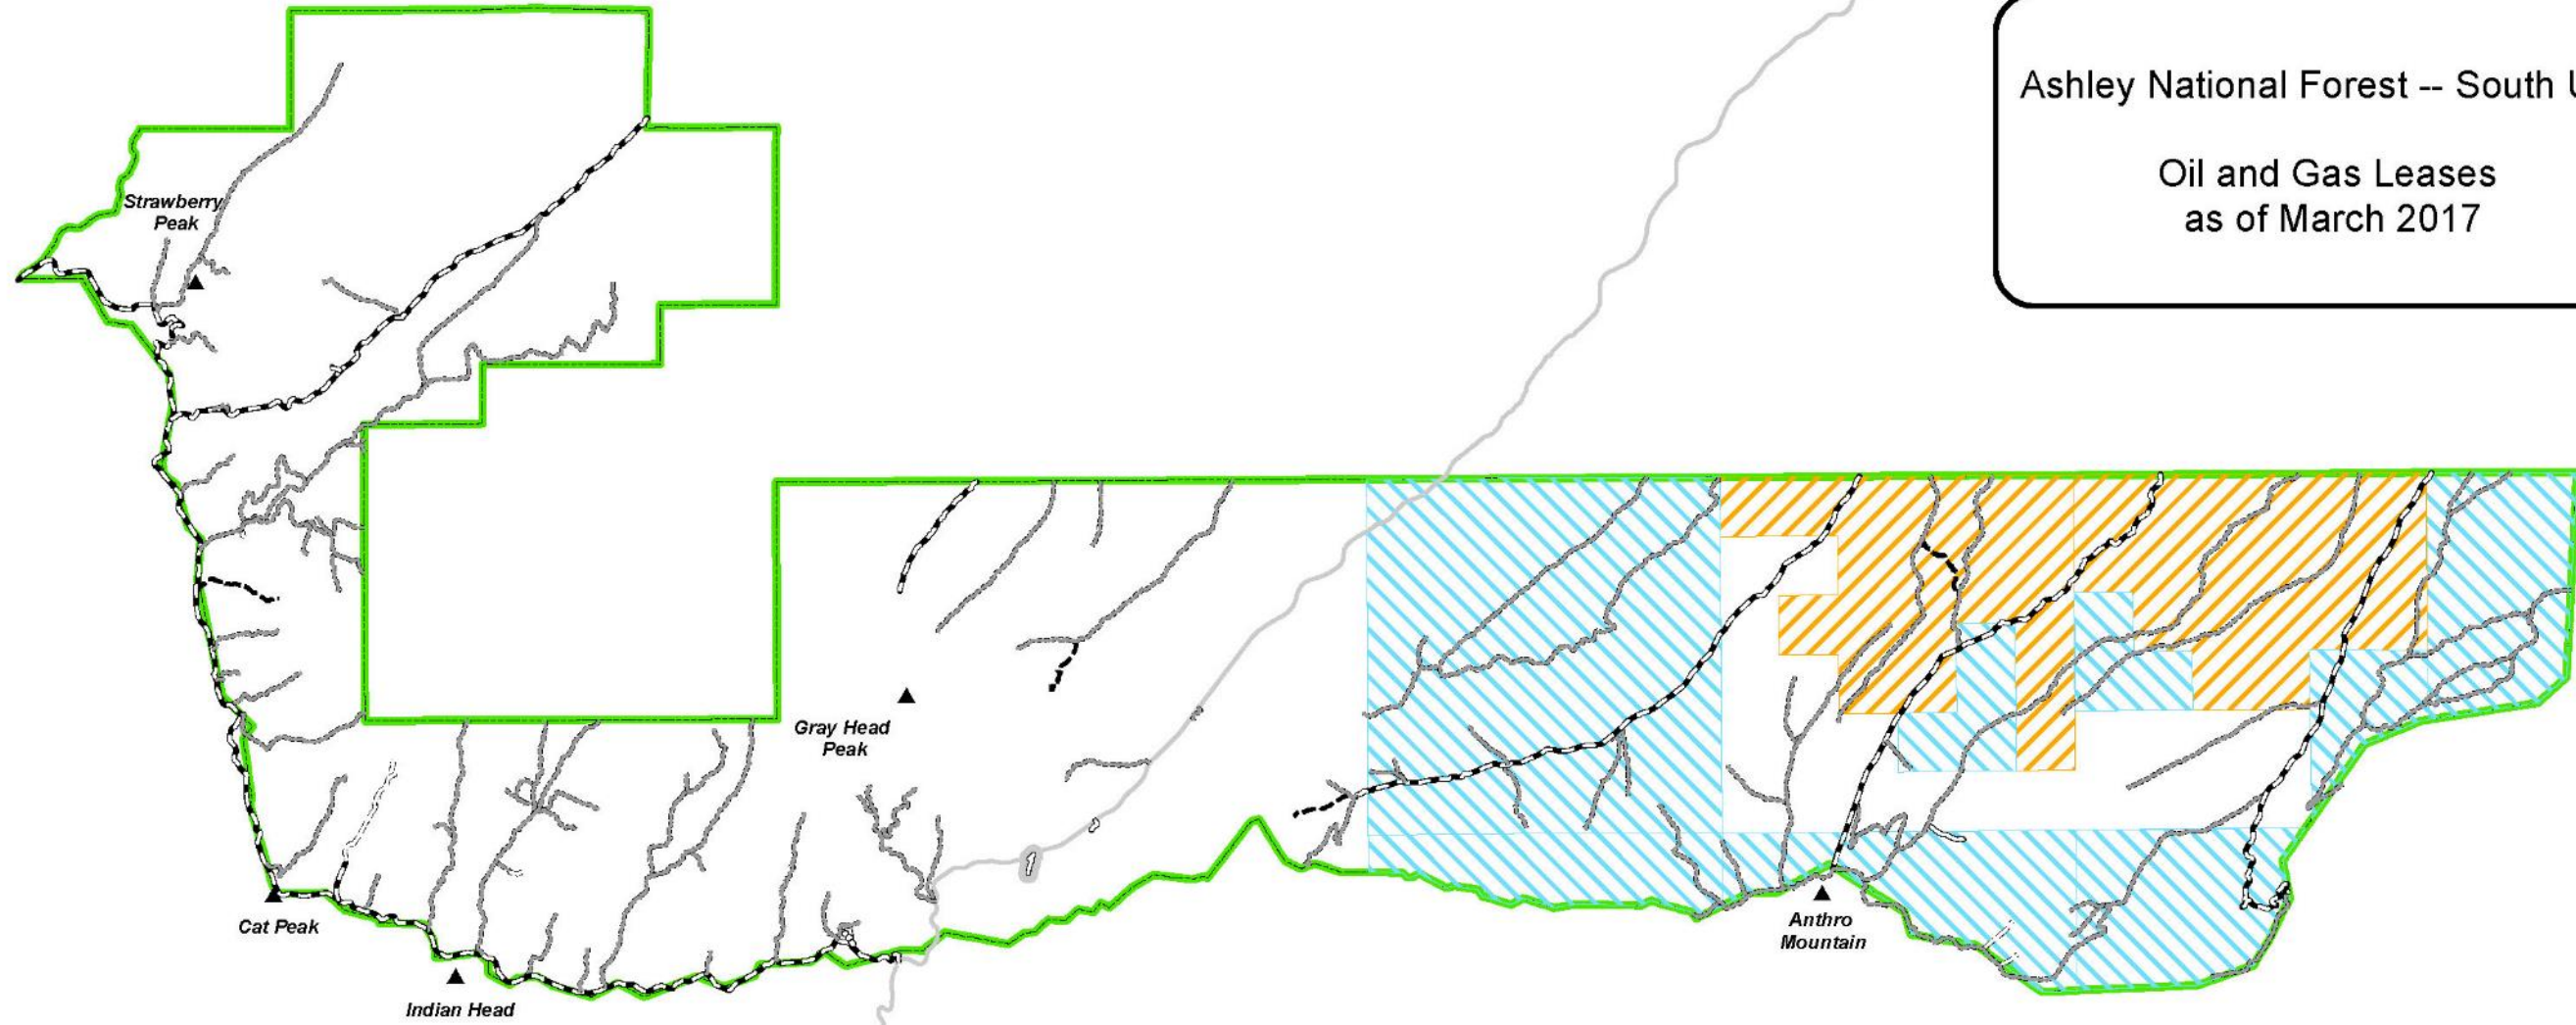 Ashley National Forest -- South U
Oil and Gas Leases
as of March 2017
Strawberry
Peak
Gray Head
Peak
Cat Peak
Anthro
Mountain
Indian Head